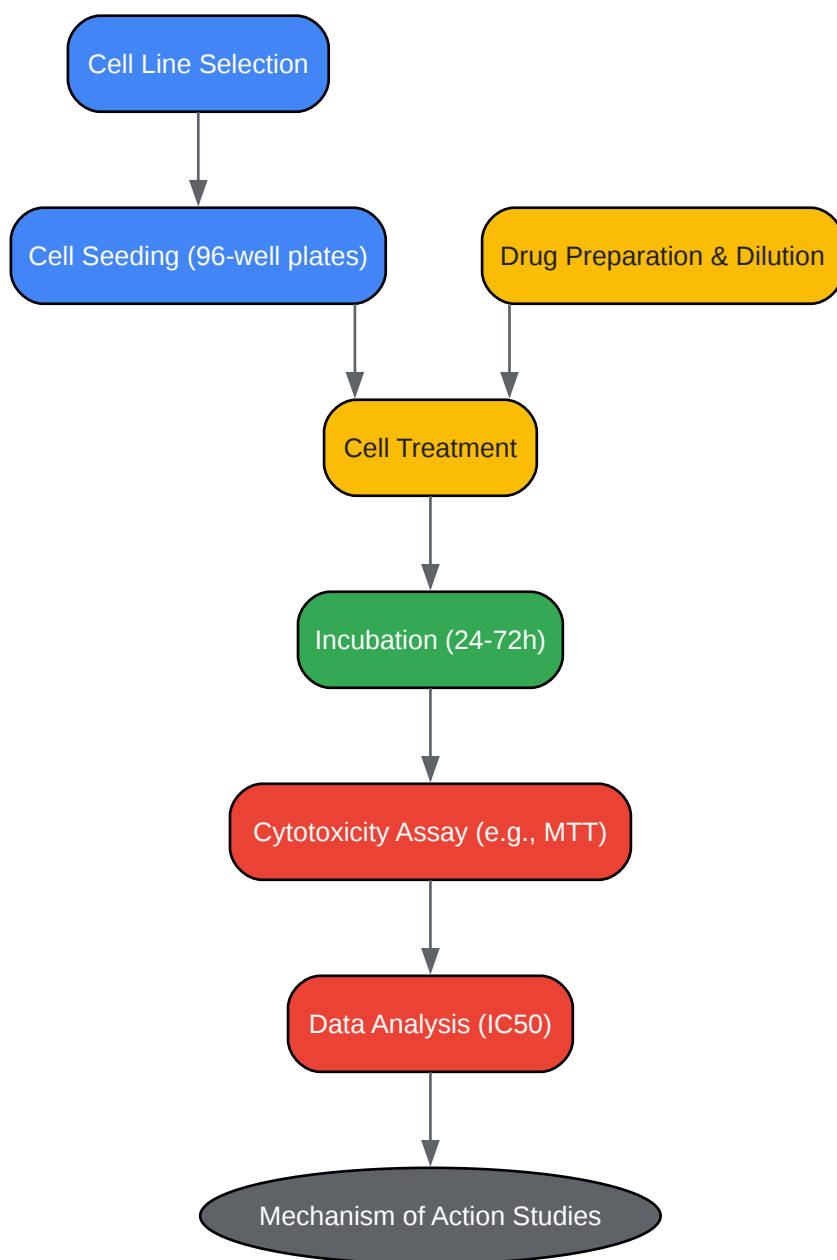 Cell Line Selection
Cell Seeding (96-well plates)
Drug Preparation & Dilution
Cell Treatment
Incubation (24-72h)
Cytotoxicity Assay (e.g., MTT)
Data Analysis (IC50)
Mechanism of Action Studies